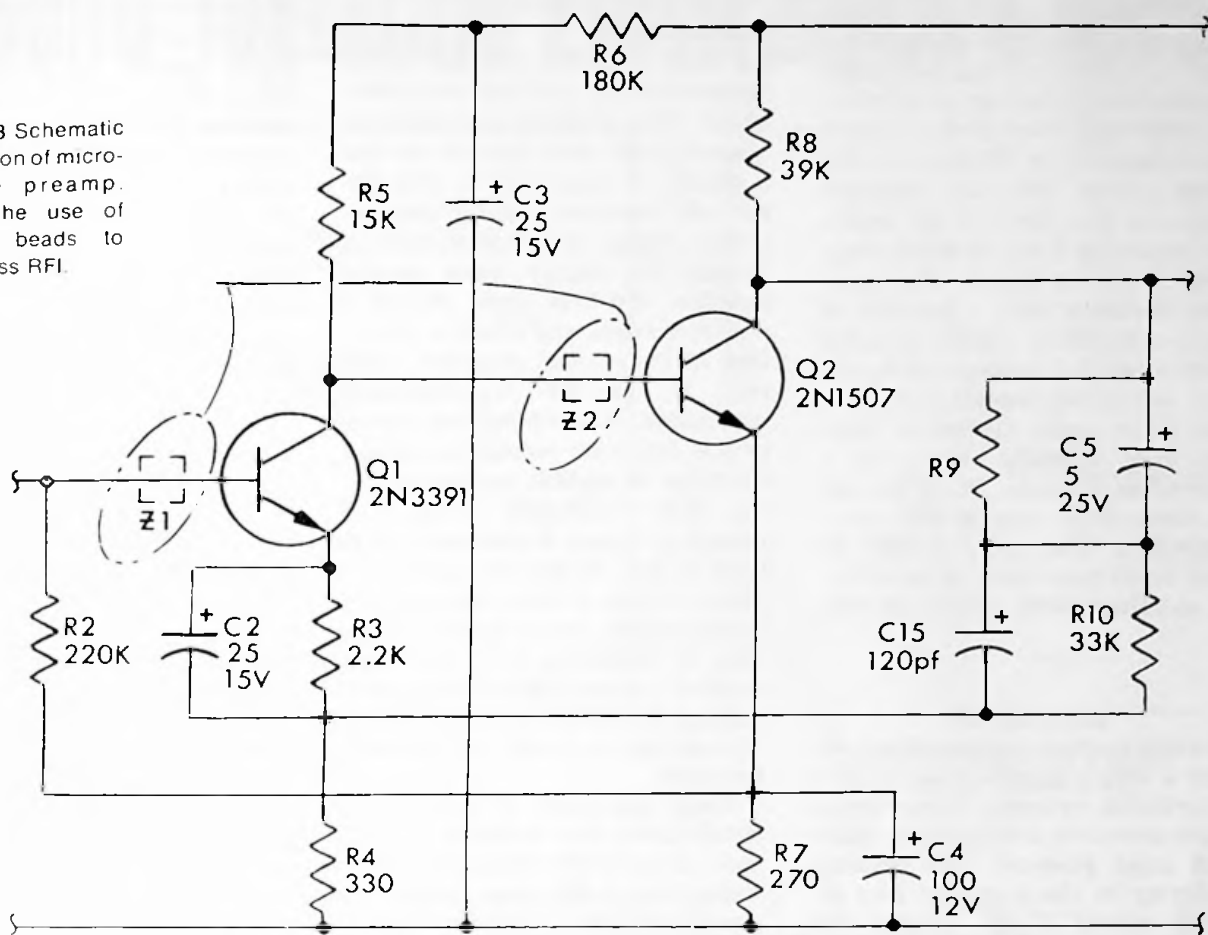 3 Schematic
on of micro-
preamp.
he use of
beads to
ss RFI.
R6
180K
R8
39K
R5
15K
+
C3
25
15V
Q2
2N1507
Z2
+
C5
5
25V
R9
Q1
2N3391
Z1
R2
220K
+
C2
25
15V
R3
2.2K
+
C15
120pf
R10
33K
R4
330
R7
270
+
C4
100
12V